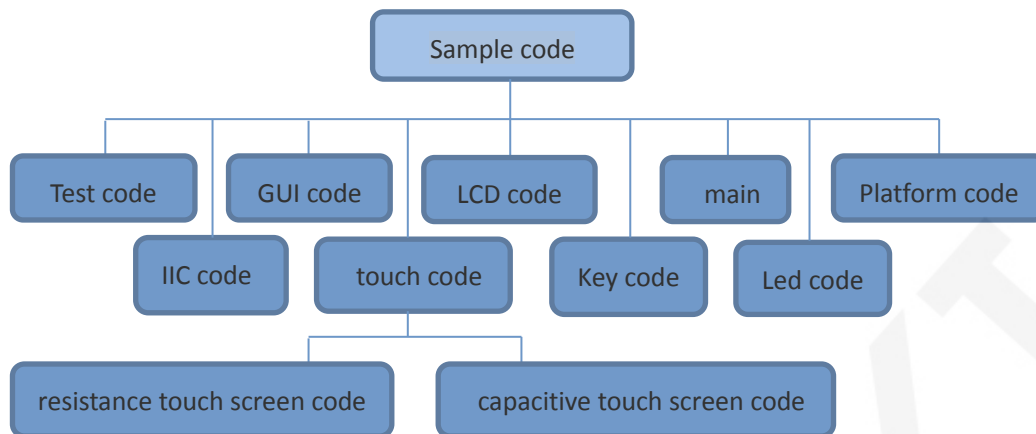 Sample code
Test code
GUI code
LCD code
main
Platform code
IIC code
touch code
Key code
Led code
resistance touch screen code
capacitive touch screen code